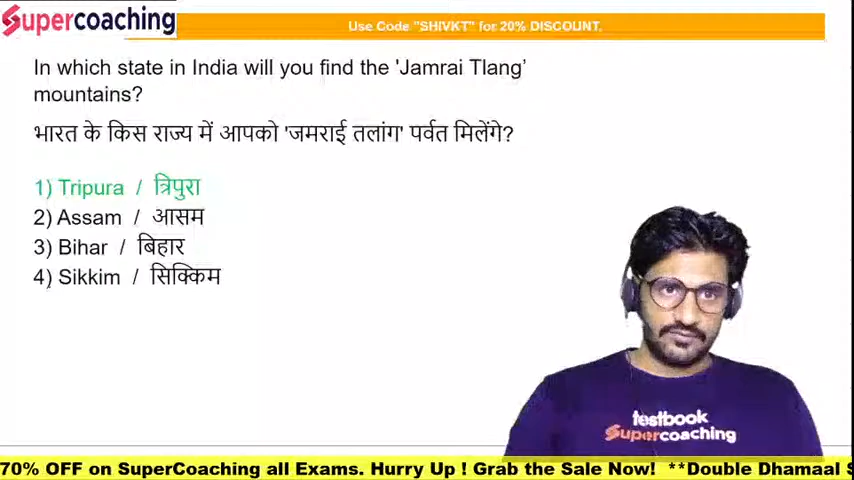 Supercoaching
Use Code "SHIVKT" for 20% DISCOUNT.
In which state in India will you find the 'Jamrai Tlang'
mountains?
भारत के किस राज्य में आपको 'जमराई तलांग' पर्वत मिलेंगे?
1) Tripura / त्रिपुरा
2) Assam / आसम
3) Bihar / बिहार
4) Sikkim / सिक्किम
testbook
Supercoaching
70% OFF on SuperCoaching all Exams. Hurry Up ! Grab the Sale Now! **Double Dhamaal S